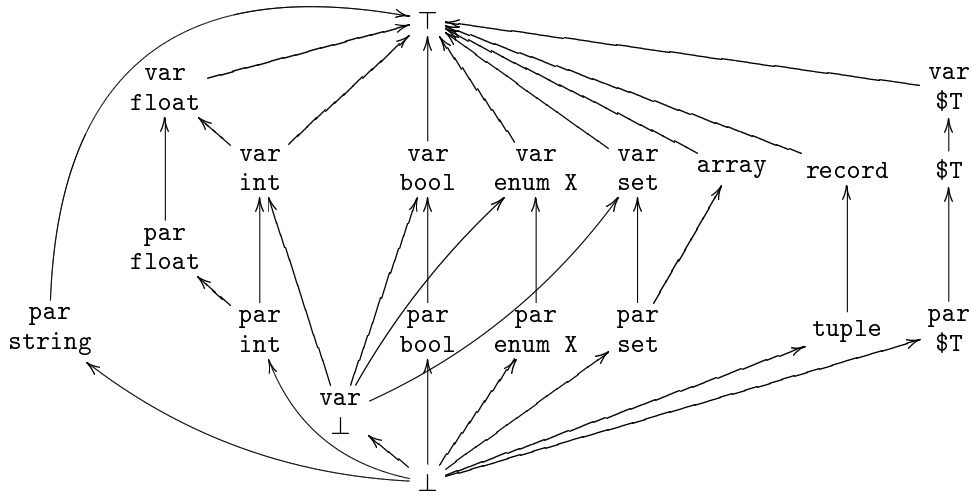 ⊤
var
float
var
$T
var
int
var
bool
var
enum X
var
set
array
record
$T
par
float
par
string
par
int
par
bool
par
enum X
par
set
tuple
par
$T
var
⊥
⊥